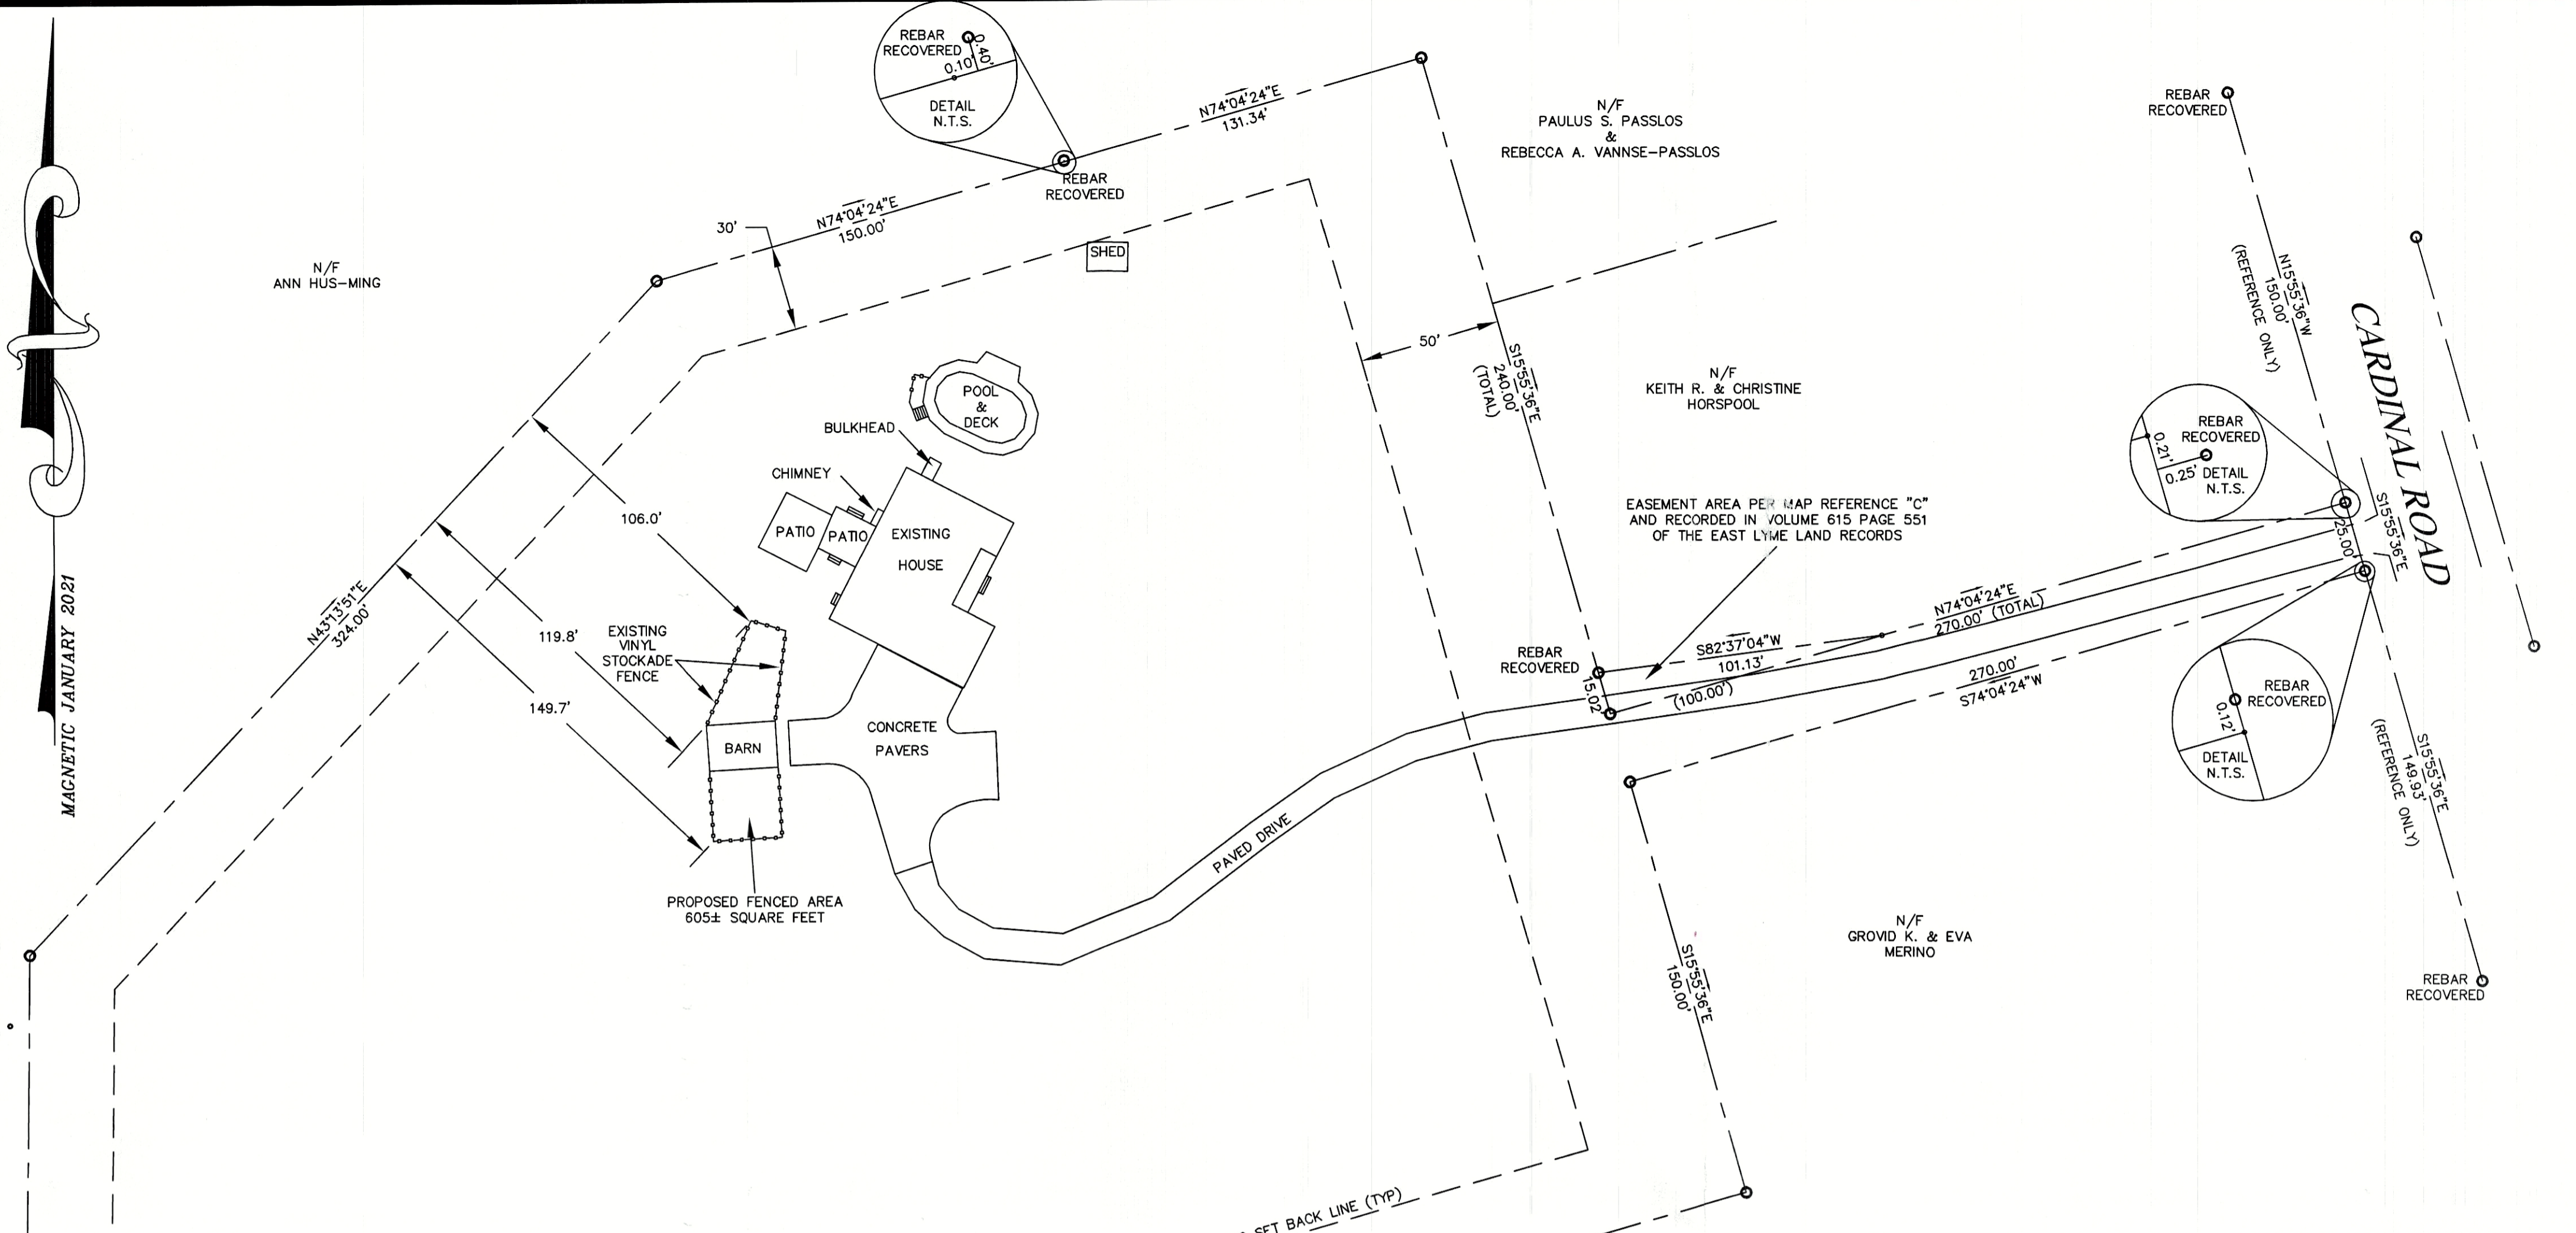 REBAR
RECOVERED
0.40'
0.10'
DETAIL
N.T.S.
N74°04'24"E
131.34'
N/F
PAULUS S. PASSLOS
&
REBECCA A. VANNSE-PASSLOS
REBAR
RECOVERED
REBAR
RECOVERED
N74°04'24"E
150.00'
30'
SHED
N/F
ANN HUS-MING
N15°55'36"W
150.00'
(REFERENCE ONLY)
CARDINAL ROAD
50'
S15°55'36"E
240.00'
(TOTAL)
N/F
KEITH R. & CHRISTINE
HORSPOOL
POOL
&
DECK
BULKHEAD
CHIMNEY
PATIO
PATIO
EXISTING
HOUSE
106.0'
REBAR
RECOVERED
0.21'
0.25'
DETAIL
N.T.S.
S15°55'36"E
25.00'
EASEMENT AREA PER MAP REFERENCE "C"
AND RECORDED IN VOLUME 615 PAGE 551
OF THE EAST LYME LAND RECORDS
MAGNETIC JANUARY 2021
N43°13'51"E
324.00'
119.8'
149.7'
EXISTING
VINYL
STOCKADE
FENCE
N74°04'24"E
270.00' (TOTAL)
REBAR
RECOVERED
S82°37'04"W
101.13'
15.02'
(100.00')
270.00'
S74°04'24"W
REBAR
RECOVERED
0.12'
DETAIL
N.T.S.
S15°55'36"E
149.93'
(REFERENCE ONLY)
BARN
CONCRETE
PAVERS
PAVED DRIVE
PROPOSED FENCED AREA
605± SQUARE FEET
N/F
GROVID K. & EVA
MERINO
S15°55'36"E
150.00'
REBAR
RECOVERED
SET BACK LINE (TYP)